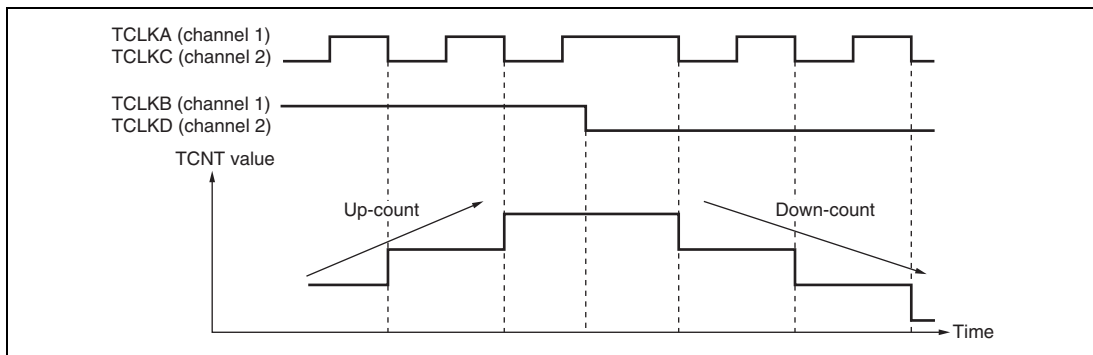 TCLKA (channel 1)
TCLKC (channel 2)
TCLKB (channel 1)
TCLKD (channel 2)
TCNT value
Up-count
Down-count
Time